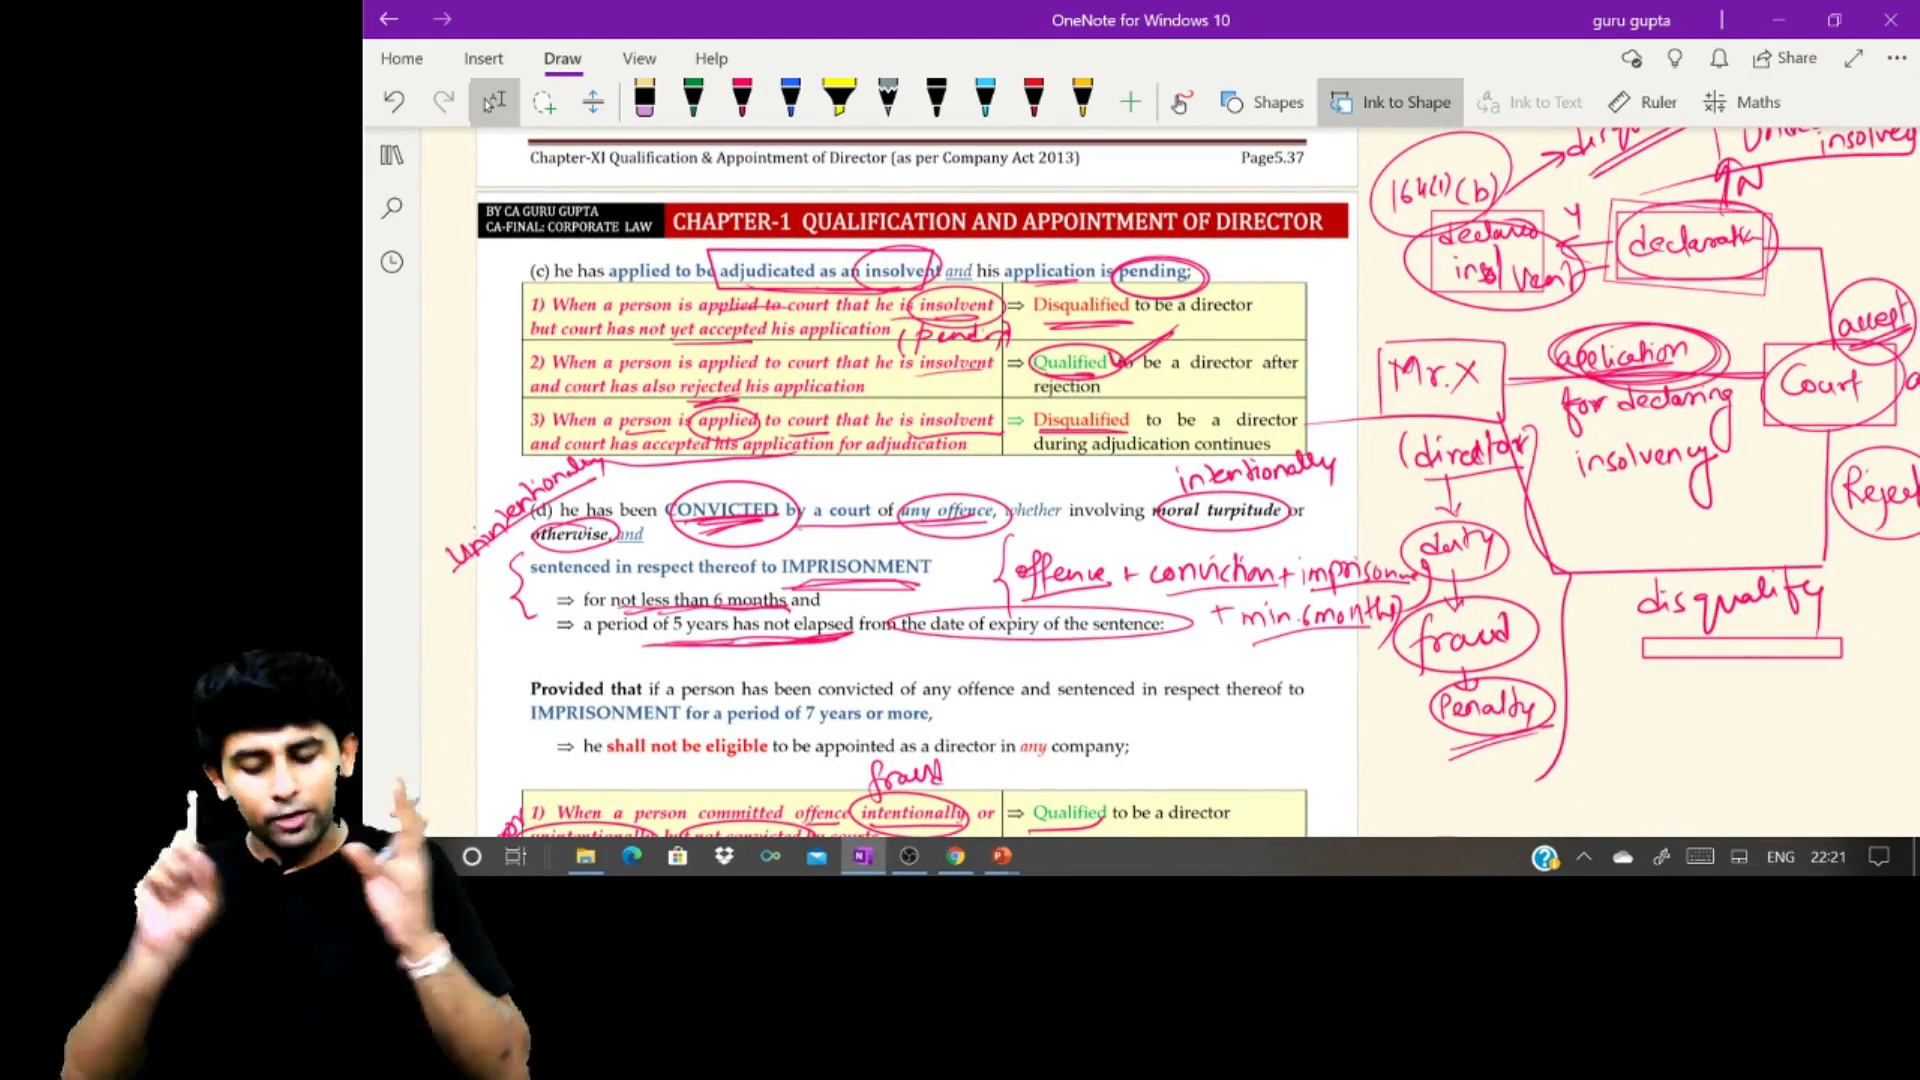 OneNote for Windows 10
guru gupta
Home
Insert
Draw
View
Help
Share
Shapes
Ink to Shape
Ink to Text
Ruler
Maths
Chapter-XI Qualification & Appointment of Director (as per Company Act 2013)
Page5.37
BY CA GURU GUPTA
CA-FINAL: CORPORATE LAW
CHAPTER-1 QUALIFICATION AND APPOINTMENT OF DIRECTOR
(c) he has applied to be adjudicated as an insolvent and his application is pending;
1) When a person is applied to court that he is insolvent
but court has not yet accepted his application
⇒ Disqualified to be a director
2) When a person is applied to court that he is insolvent
and court has also rejected his application
⇒ Qualified to be a director after
rejection
3) When a person is applied to court that he is insolvent
and court has accepted his application for adjudication
⇒ Disqualified to be a director
during adjudication continues
unintentionally
intentionally
(d) he has been CONVICTED by a court of any offence, whether involving moral turpitude or
otherwise, and
sentenced in respect thereof to IMPRISONMENT
⇒ for not less than 6 months and
⇒ a period of 5 years has not elapsed from the date of expiry of the sentence:
offence + conviction +
+ min. 6 months)
Provided that if a person has been convicted of any offence and sentenced in respect thereof to
IMPRISONMENT for a period of 7 years or more,
⇒ he shall not be eligible to be appointed as a director in any company;
fraud
1) When a person committed offence intentionally or
⇒ Qualified to be a director
insolvency
164(1)(b)
N
Y
declared
insolvent
declaration
accept
Mr. X
application
for declaring
insolvency
Court
(director)
Reject
duty
fraud
Penalty
disqualify
ENG
22:21